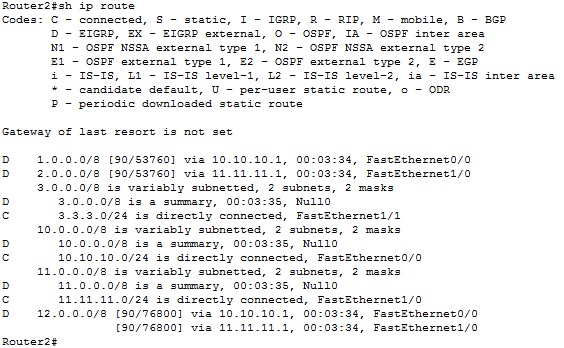 Router2#sh ip route
Codes: C - connected, S - static, I - IGRP, R - RIP, M - mobile, B - BGP
       D - EIGRP, EX - EIGRP external, O - OSPF, IA - OSPF inter area
       N1 - OSPF NSSA external type 1, N2 - OSPF NSSA external type 2
       E1 - OSPF external type 1, E2 - OSPF external type 2, E - EGP
       i - IS-IS, L1 - IS-IS level-1, L2 - IS-IS level-2, ia - IS-IS inter area
       * - candidate default, U - per-user static route, o - ODR
       P - periodic downloaded static route
Gateway of last resort is not set
D    1.0.0.0/8 [90/53760] via 10.10.10.1, 00:03:34, FastEthernet0/0
D    2.0.0.0/8 [90/53760] via 11.11.11.1, 00:03:34, FastEthernet1/0
     3.0.0.0/8 is variably subnetted, 2 subnets, 2 masks
D       3.0.0.0/8 is a summary, 00:03:35, Null0
C       3.3.3.0/24 is directly connected, FastEthernet1/1
     10.0.0.0/8 is variably subnetted, 2 subnets, 2 masks
D       10.0.0.0/8 is a summary, 00:03:35, Null0
C       10.10.10.0/24 is directly connected, FastEthernet0/0
     11.0.0.0/8 is variably subnetted, 2 subnets, 2 masks
D       11.0.0.0/8 is a summary, 00:03:35, Null0
C       11.11.11.0/24 is directly connected, FastEthernet1/0
D    12.0.0.0/8 [90/76800] via 10.10.10.1, 00:03:34, FastEthernet0/0
                [90/76800] via 11.11.11.1, 00:03:34, FastEthernet1/0
Router2#